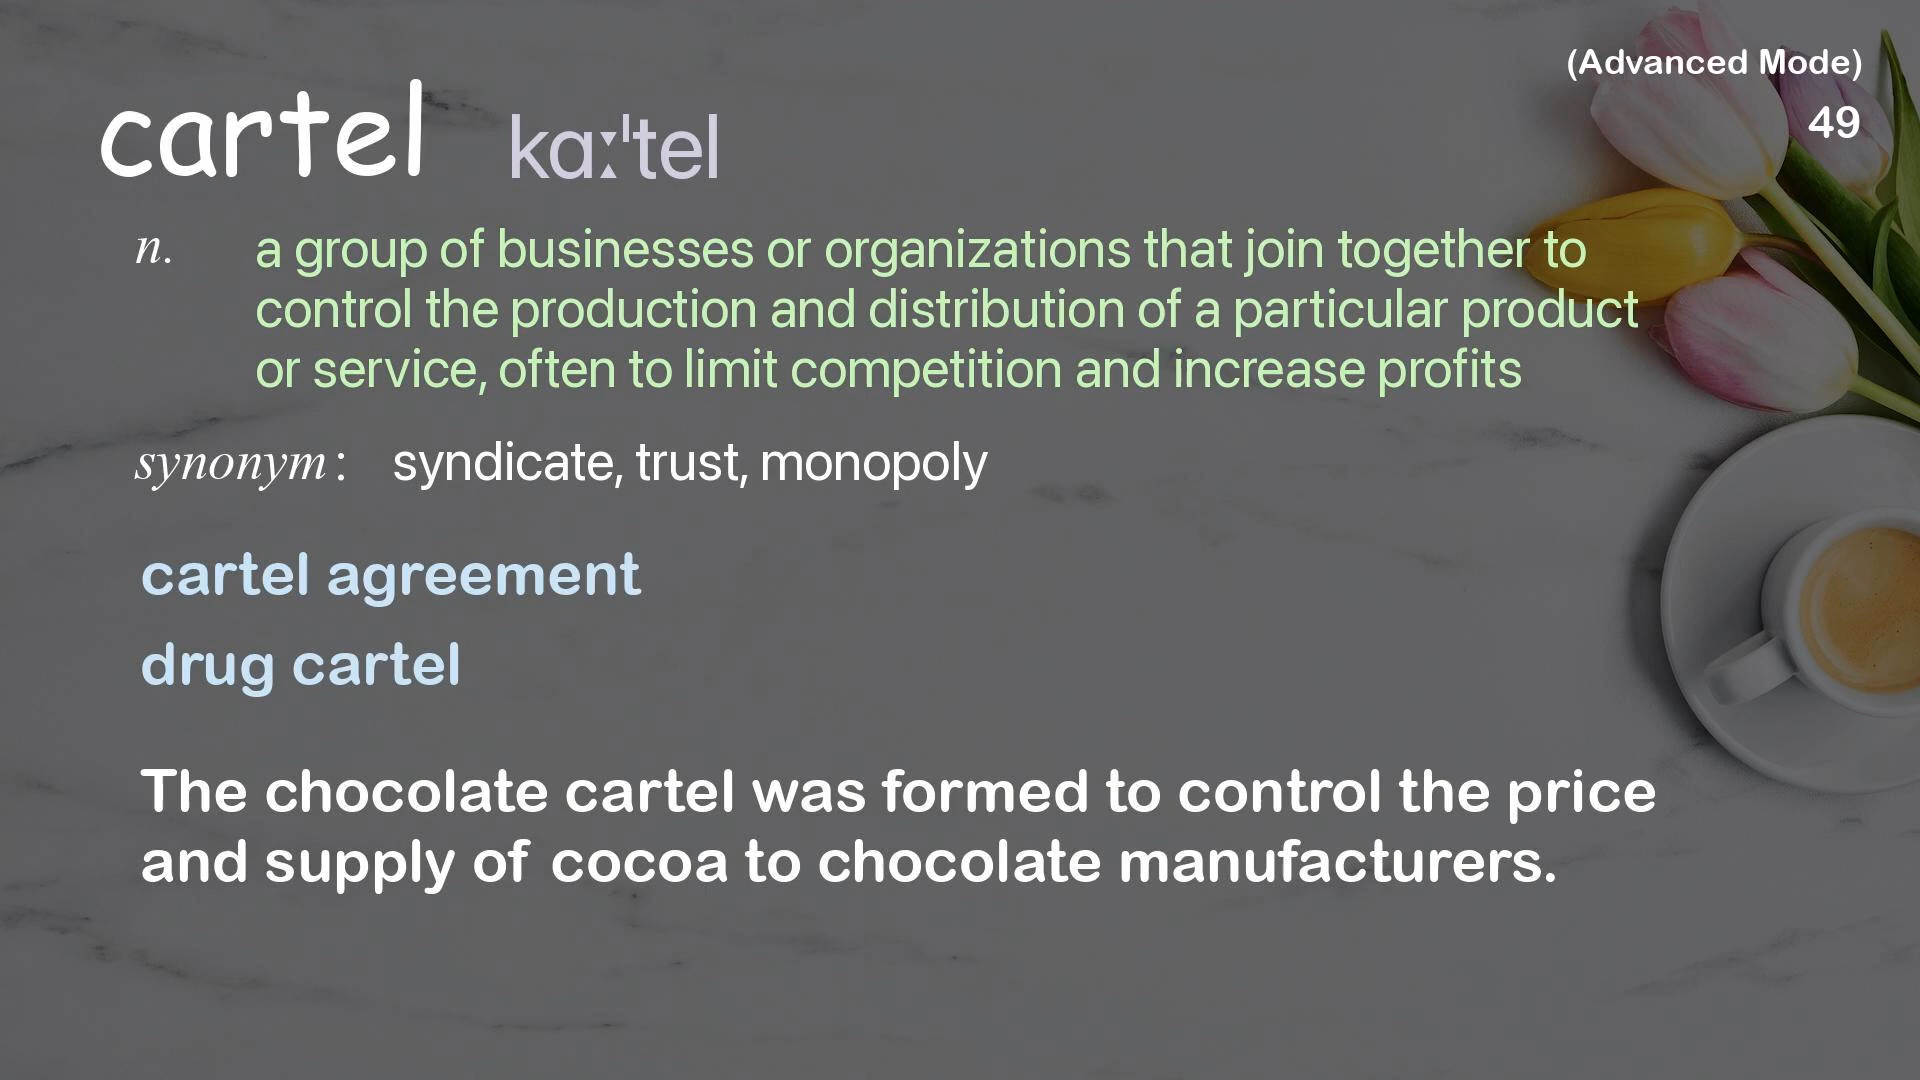 (Advanced Mode)
49
cartel kɑːˈtel
n. a group of businesses or organizations that join together to
control the production and distribution of a particular product
or service, often to limit competition and increase profits
synonym: syndicate, trust, monopoly
cartel agreement
drug cartel
The chocolate cartel was formed to control the price
and supply of cocoa to chocolate manufacturers.